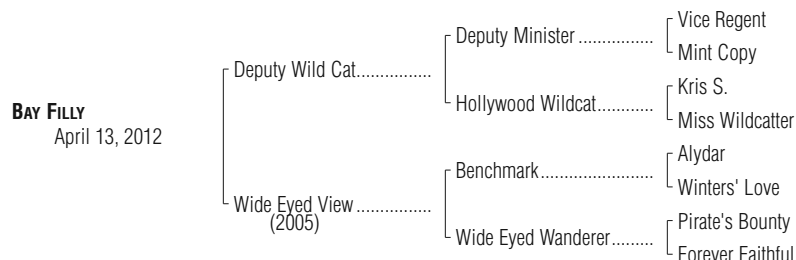 Vice Regent
Deputy Minister ................
Mint Copy
Deputy Wild Cat................
Kris S.
Hollywood Wildcat............
Miss Wildcatter
BAY FILLY
April 13, 2012
Alydar
Benchmark.......................
Winters' Love
Wide Eyed View ................
(2005)
Pirate's Bounty
Wide Eyed Wanderer.........
Forever Faithful